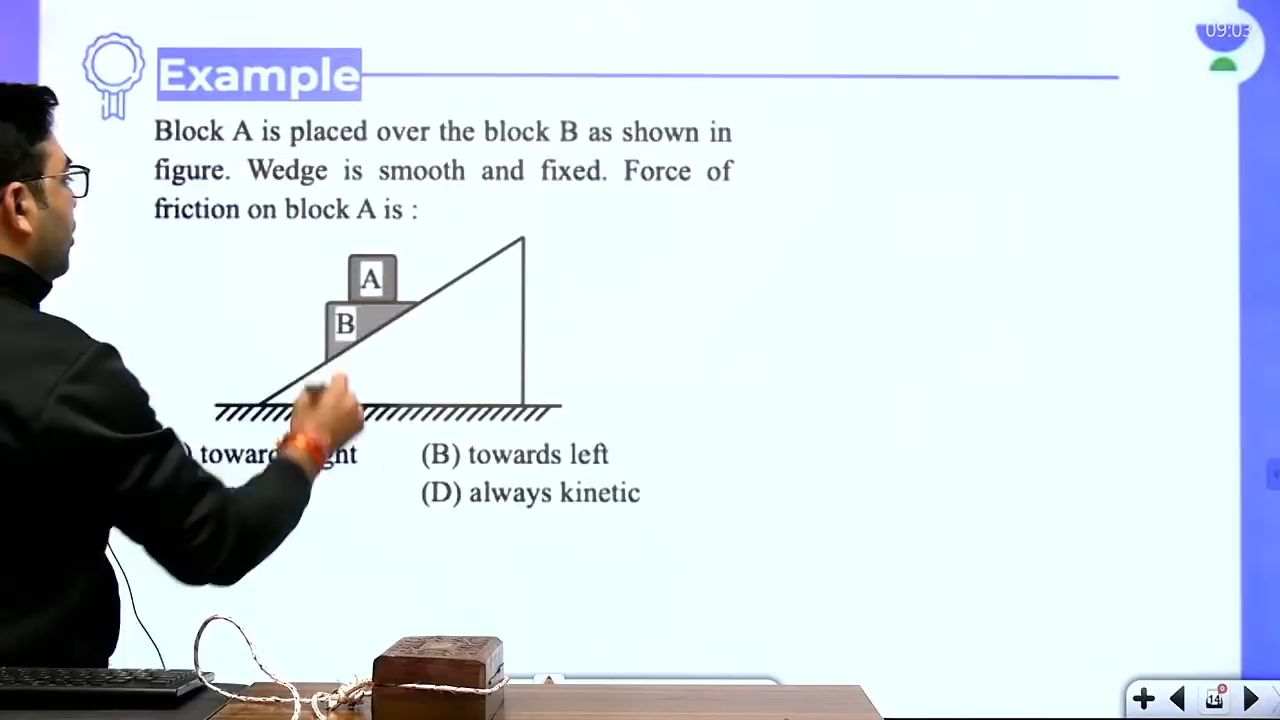 09:03
Example
Block A is placed over the block B as shown in
figure. Wedge is smooth and fixed. Force of
friction on block A is :
A
B
(B) towards left
(D) always kinetic
14